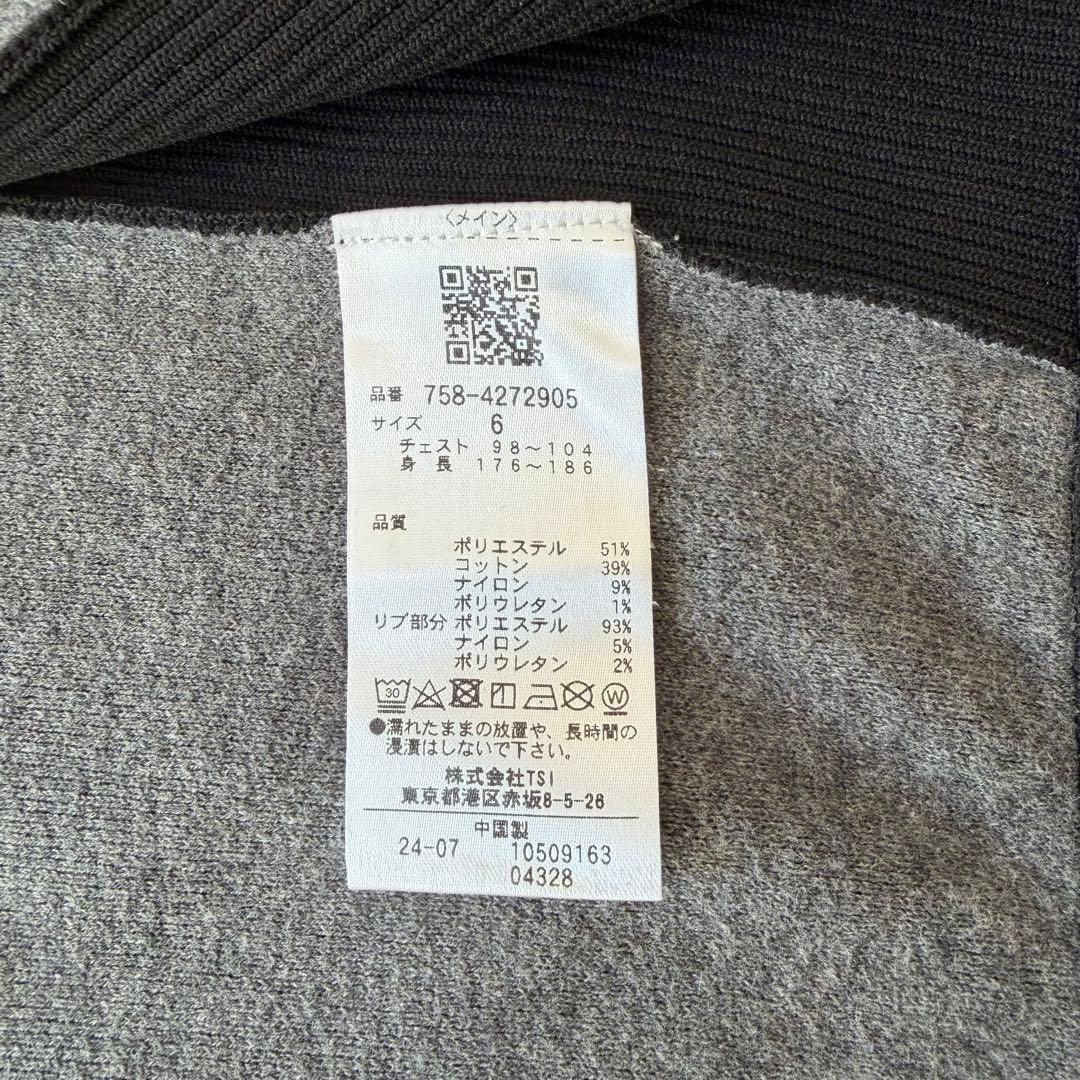 〈メイン〉
品番 758-4272905
サイズ 6
チェスト 98～104
身長 176～186
品質
ポリエステル 51%
コットン 39%
ナイロン 9%
ポリウレタン 1%
リブ部分 ポリエステル 93%
ナイロン 5%
ポリウレタン 2%
30 W
●濡れたままの放置や、長時間の
浸漬はしないで下さい。
株式会社TSI
東京都港区赤坂8-5-26
中国製
24-07 10509163
04328